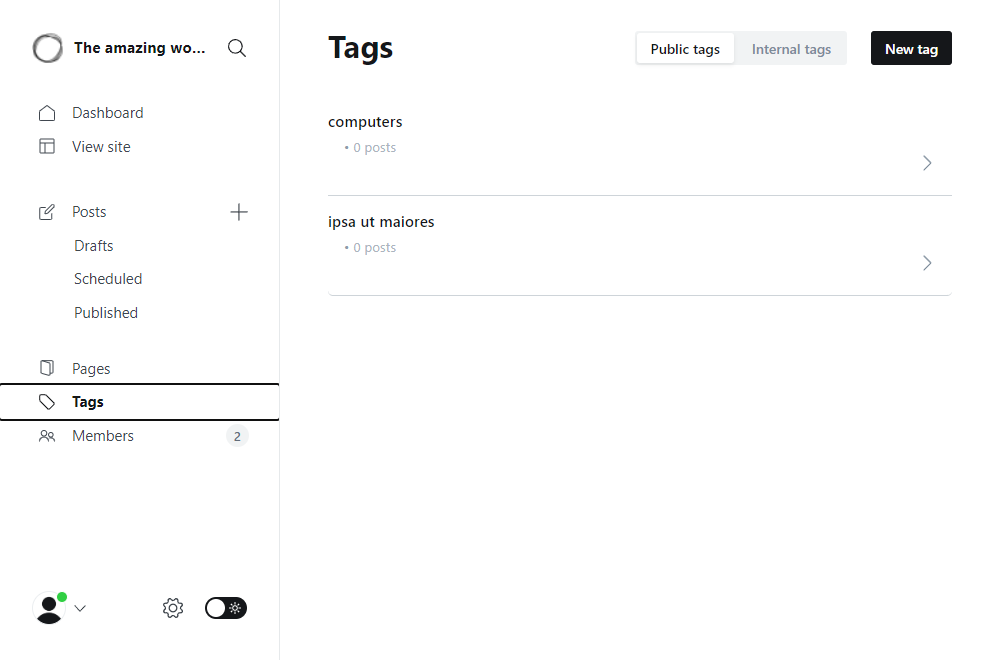 The amazing wo...
Dashboard
View site
Posts
Drafts
Scheduled
Published
Pages
Tags
Members 2
Tags
Public tags Internal tags New tag
computers
• 0 posts
ipsa ut maiores
• 0 posts